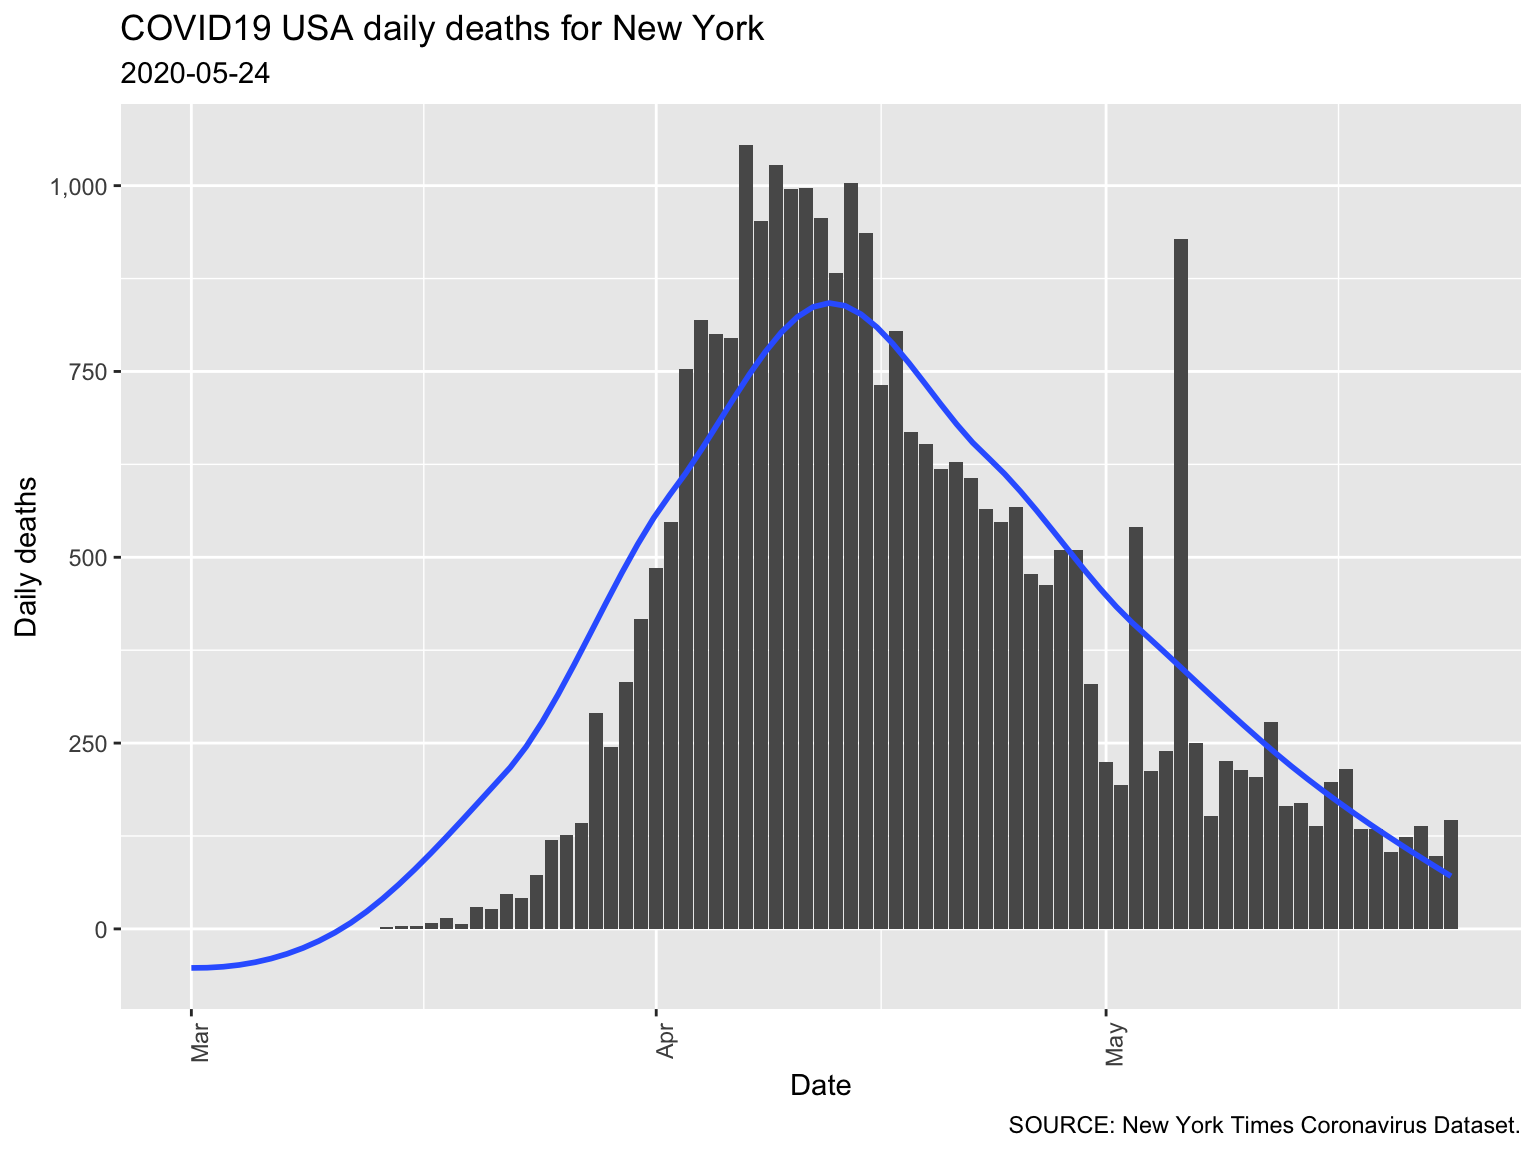 COVID19 USA daily deaths for New York
2020-05-24
1,000
750
500
250
0
Daily deaths
Mar
Apr
May
Date
SOURCE: New York Times Coronavirus Dataset.